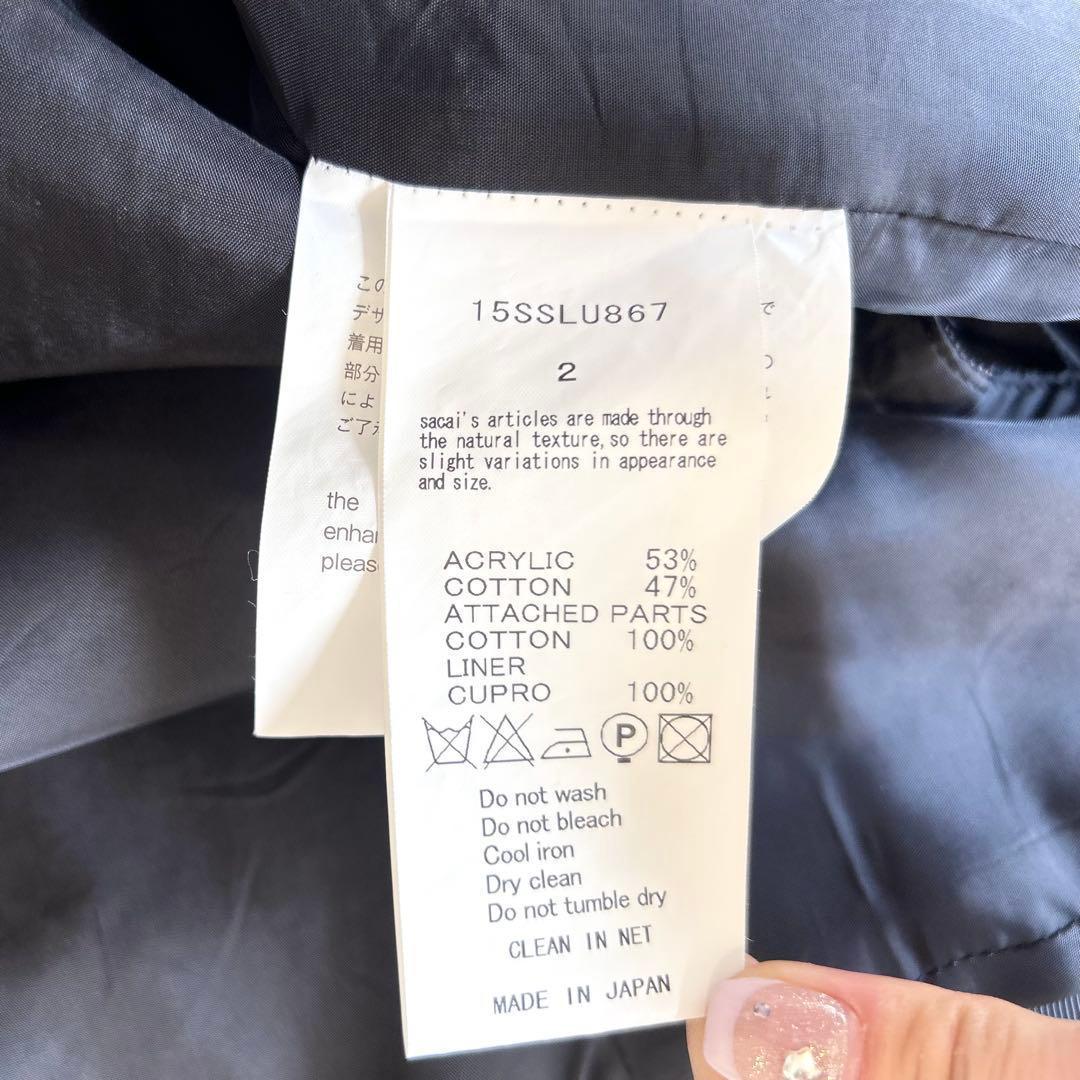 この
デザ
着用
部分
によ
ご了承
the
enhan
please
で
15SSLU867
2
sacai's articles are made through
the natural texture, so there are
slight variations in appearance
and size.
ACRYLIC 53%
COTTON 47%
ATTACHED PARTS
COTTON 100%
LINER
CUPRO 100%
P
Do not wash
Do not bleach
Cool iron
Dry clean
Do not tumble dry
CLEAN IN NET
MADE IN JAPAN